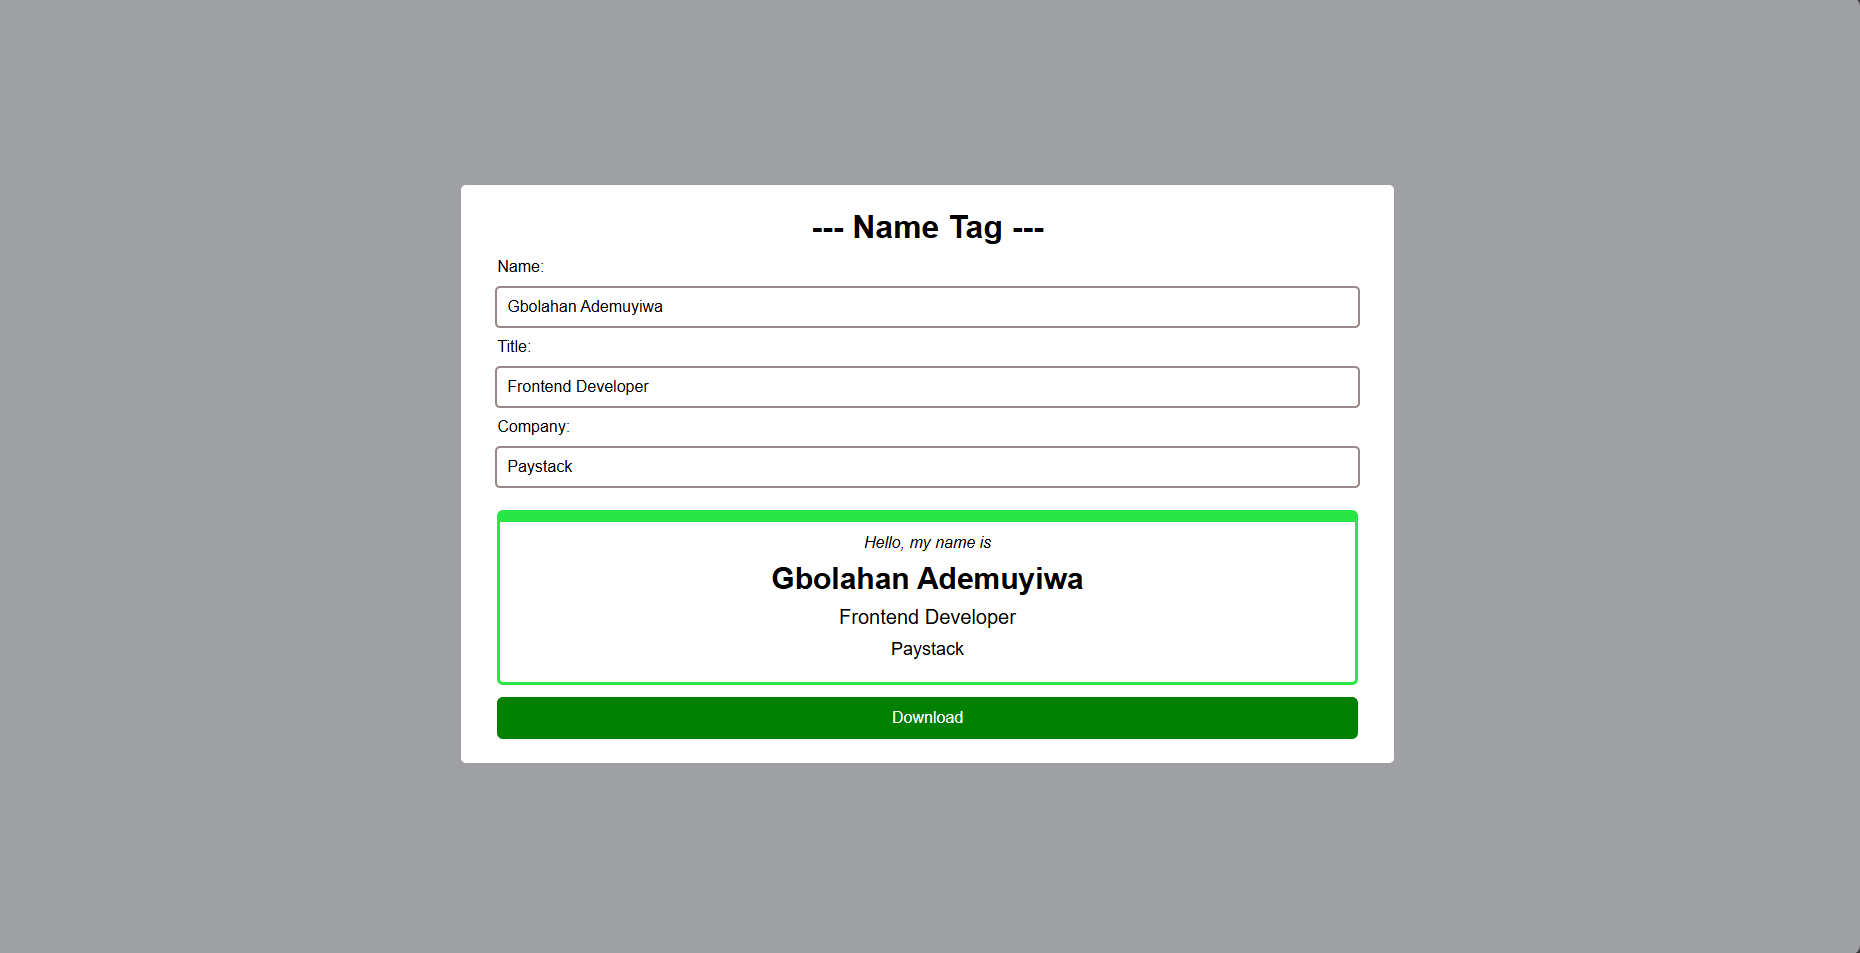 --- Name Tag ---
Name:
Gbolahan Ademuyiwa
Title:
Frontend Developer
Company:
Paystack
Hello, my name is
Gbolahan Ademuyiwa
Frontend Developer
Paystack
Download